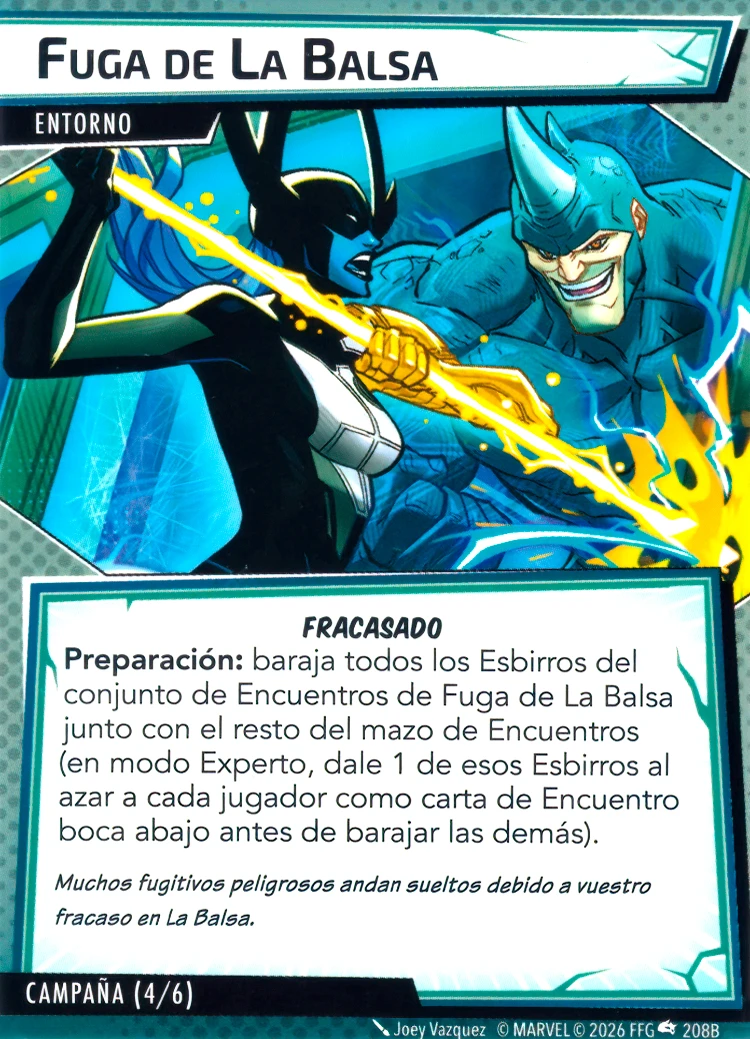 FUGA DE LA BALSA
ENTORNO
FRACASADO
Preparación: baraja todos los Esbirros del
conjunto de Encuentros de Fuga de La Balsa
junto con el resto del mazo de Encuentros
(en modo Experto, dale 1 de esos Esbirros al
azar a cada jugador como carta de Encuentro
boca abajo antes de barajar las demás).
Muchos fugitivos peligrosos andan sueltos debido a vuestro
fracaso en La Balsa.
CAMPAÑA (4/6)
Joey Vazquez © MARVEL © 2026 FFG 208B